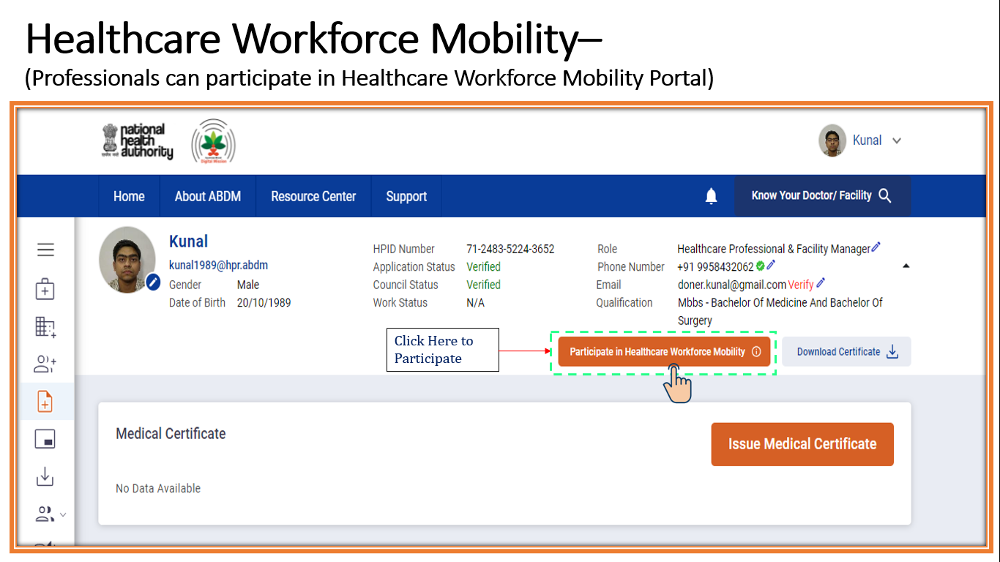 Healthcare Workforce Mobility–
(Professionals can participate in Healthcare Workforce Mobility Portal)
national
health
authority
Kunal
Home About ABDM Resource Center Support Know Your Doctor/ Facility
Kunal
kunal1989@hpr.abdm
Gender Male
Date of Birth 20/10/1989
HPID Number 71-2483-5224-3652
Application Status Verified
Council Status Verified
Work Status N/A
Role Healthcare Professional & Facility Manager
Phone Number +91 9958432062
Email doner.kunal@gmail.com Verify
Qualification Mbbs - Bachelor Of Medicine And Bachelor Of
Surgery
Click Here to
Participate
Participate in Healthcare Workforce Mobility
Download Certificate
Medical Certificate
Issue Medical Certificate
No Data Available